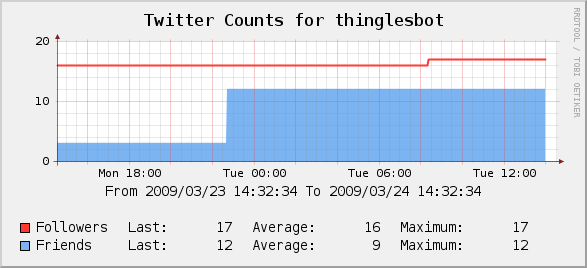 Twitter Counts for thinglesbot
RRDTOOL / TOBI OETIKER
20
10
0
Mon 18:00 Tue 00:00 Tue 06:00 Tue 12:00
From 2009/03/23 14:32:34 To 2009/03/24 14:32:34
Followers Last: 17 Average: 16 Maximum: 17
Friends Last: 12 Average: 9 Maximum: 12